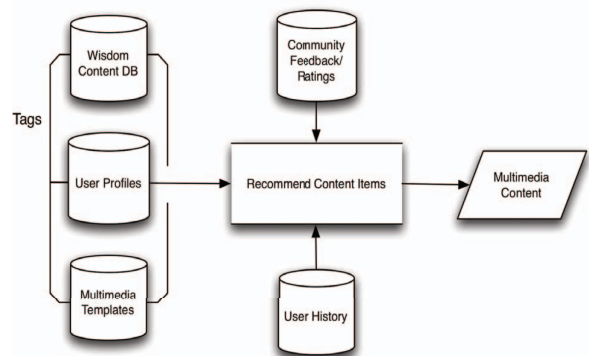 Wisdom
Content DB
Community
Feedback/
Ratings
Tags
User Profiles
Recommend Content Items
Multimedia
Content
Multimedia
Templates
User History